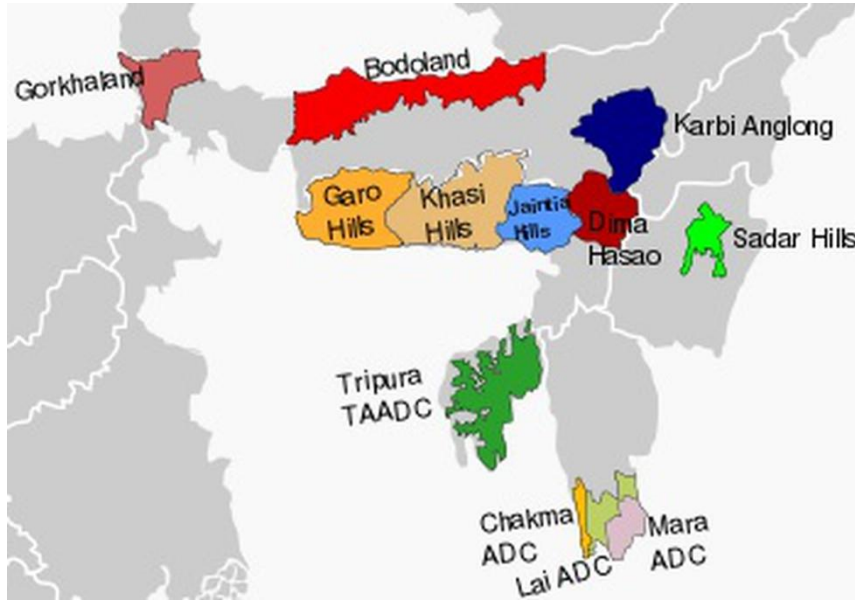 Gorkhaland
Bodoland
Karbi Anglong
Garo
Hills
Khasi
Hills
Jaintia
Hills
Dima
Hasao
Sadar Hills
Tripura
TAADC
Chakma
ADC
Lai ADC
Mara
ADC